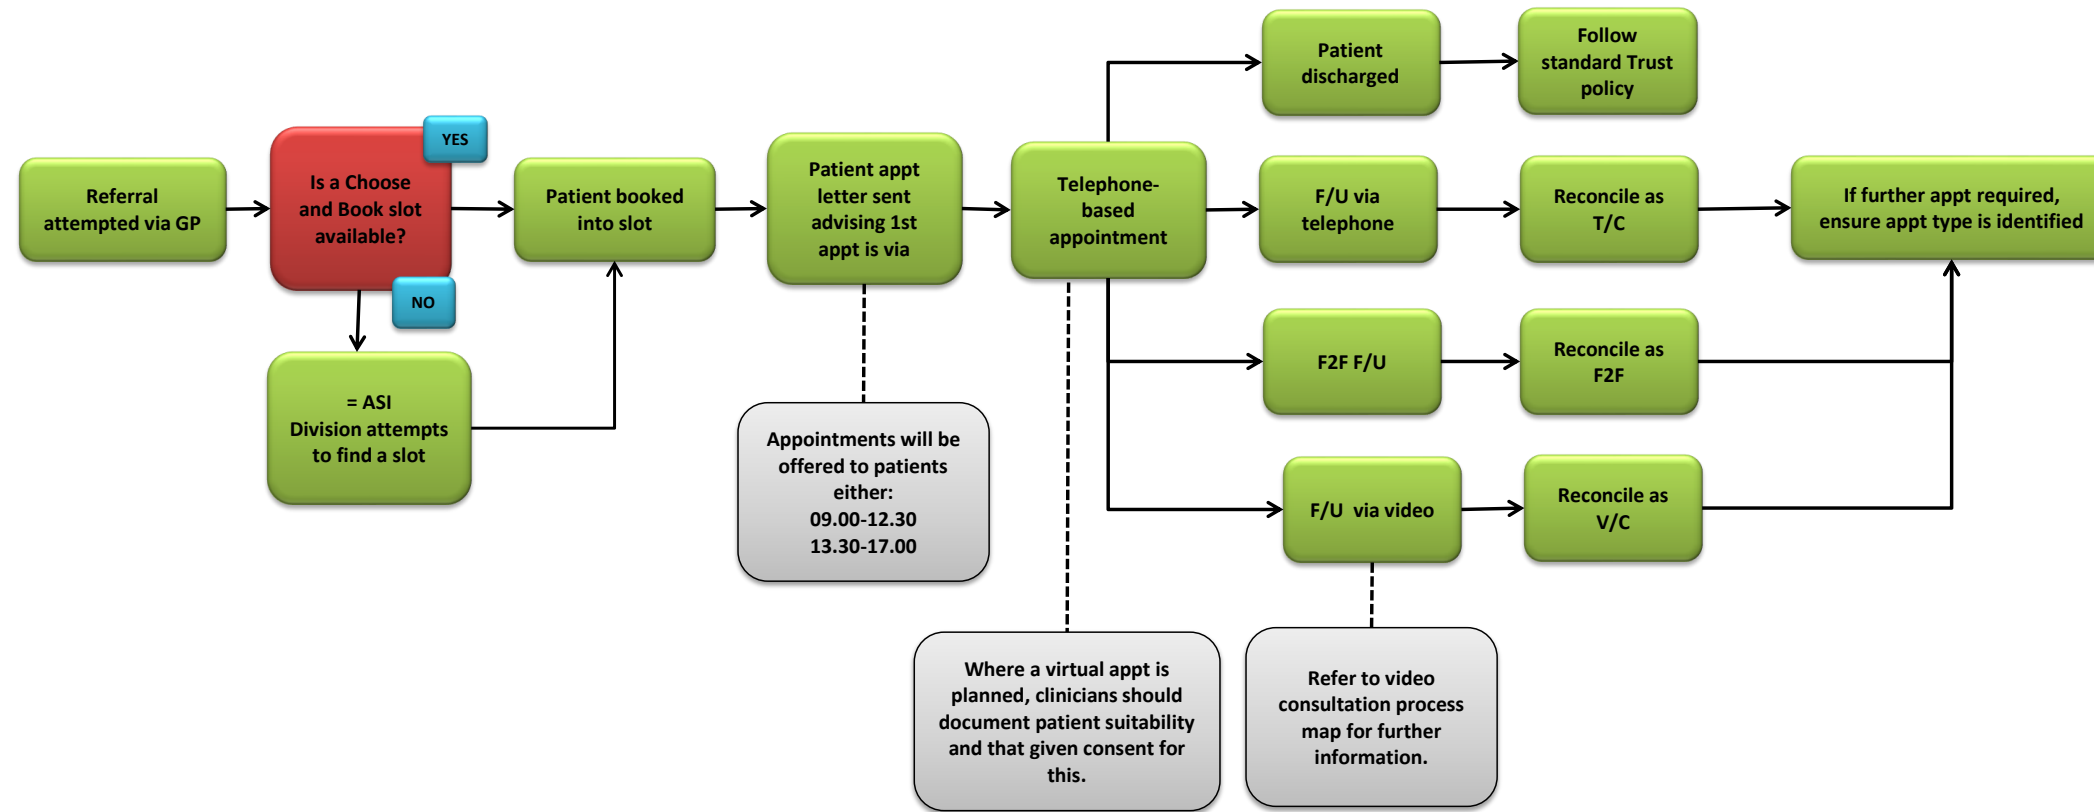 Referral
attempted via GP
Is a Choose
and Book slot
available?
YES
NO
= ASI
Division attempts
to find a slot
Patient booked
into slot
Patient appt
letter sent
advising 1st
appt is via
Appointments will be
offered to patients
either:
09.00-12.30
13.30-17.00
Telephone-
based
appointment
Where a virtual appt is
planned, clinicians should
document patient suitability
and that given consent for
this.
Patient
discharged
Follow
standard Trust
policy
F/U via
telephone
Reconcile as
T/C
F2F F/U
Reconcile as
F2F
F/U via video
Reconcile as
V/C
Refer to video
consultation process
map for further
information.
If further appt required,
ensure appt type is identified